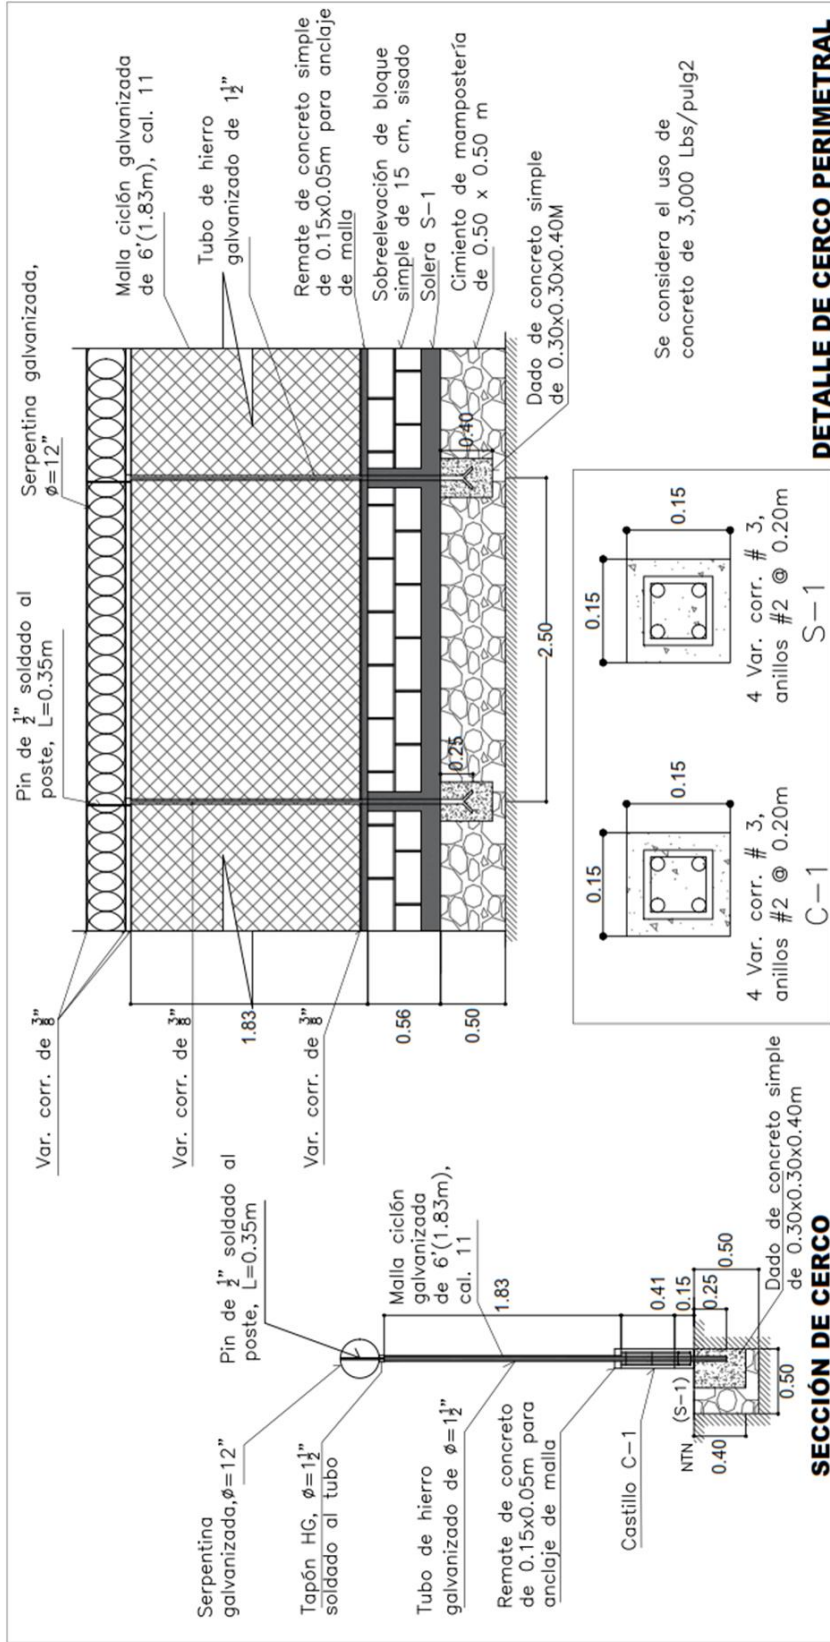 Serpentina
galvanizada,ø=12"
Pin de 1/2" soldado al
poste, L=0.35m
Tapón HG, ø=1 1/2"
soldado al tubo
Tubo de hierro
galvanizado de ø=1 1/2"
Malla ciclón
galvanizada
de 6'(1.83m),
cal. 11
Remate de concreto
de 0.15x0.05m para
anclaje de malla
Castillo C-1
1.83
0.41
0.15
0.25
0.50
NTN
(S-1)
0.40
0.50
Dado de concreto simple
de 0.30x0.30x0.40m
SECCIÓN DE CERCO
Var. corr. de 3/8"
Var. corr. de 3/8"
Var. corr. de 3/8"
1.83
0.56
0.50
Pin de 1/2" soldado al
poste, L=0.35m
Serpentina galvanizada,
ø=12"
Malla ciclón galvanizada
de 6'(1.83m), cal. 11
Tubo de hierro
galvanizado de 1 1/2"
Remate de concreto simple
de 0.15x0.05m para anclaje
de malla
Sobreelevación de bloque
simple de 15 cm, sisado
Solera S-1
Cimiento de mampostería
de 0.50 x 0.50 m
Dado de concreto simple
de 0.30x0.30x0.40M
0.25
0.40
2.50
0.15
0.15
4 Var. corr. # 3,
anillos #2 @ 0.20m
C-1
0.15
0.15
4 Var. corr. # 3,
anillos #2 @ 0.20m
S-1
Se considera el uso de
concreto de 3,000 Lbs/pulg2
DETALLE DE CERCO PERIMETRAL